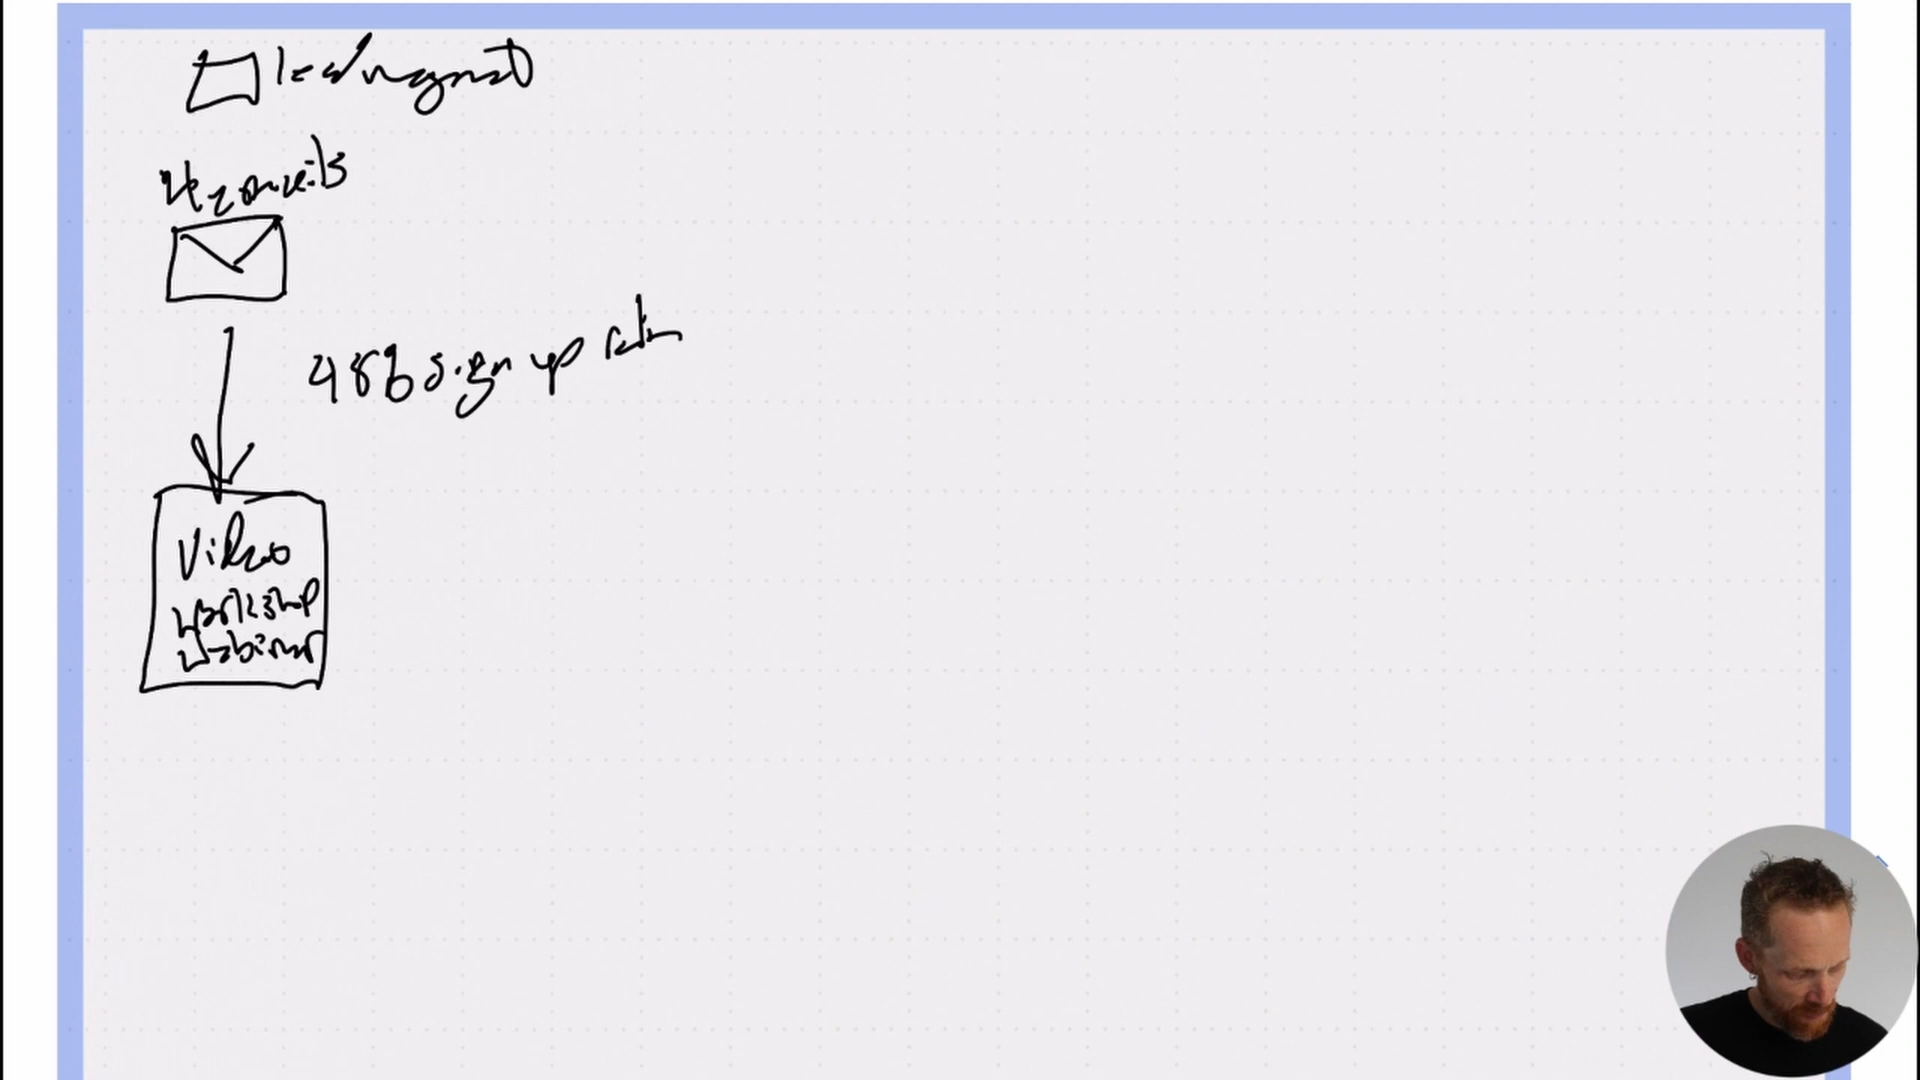 lead magnet
4 emails
48% sign up rate
Video
workshop
Webinar